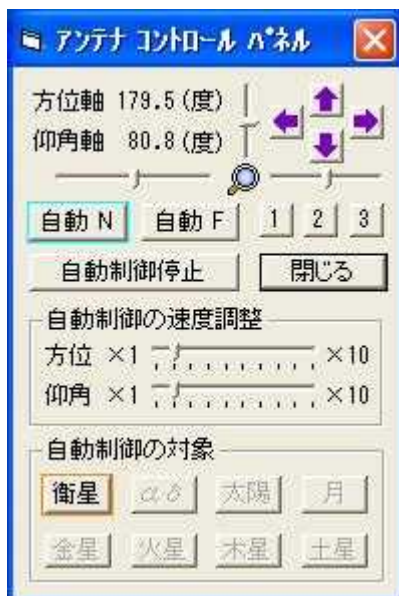 アンテナ コントロール パネル
方位軸 179.5(度)
仰角軸 80.8(度)
自動 N 自動 F 1 2 3
自動制御停止 閉じる
自動制御の速度調整
方位 ×1 ×10
仰角 ×1 ×10
自動制御の対象
衛星 αδ 太陽 月
金星 火星 木星 土星